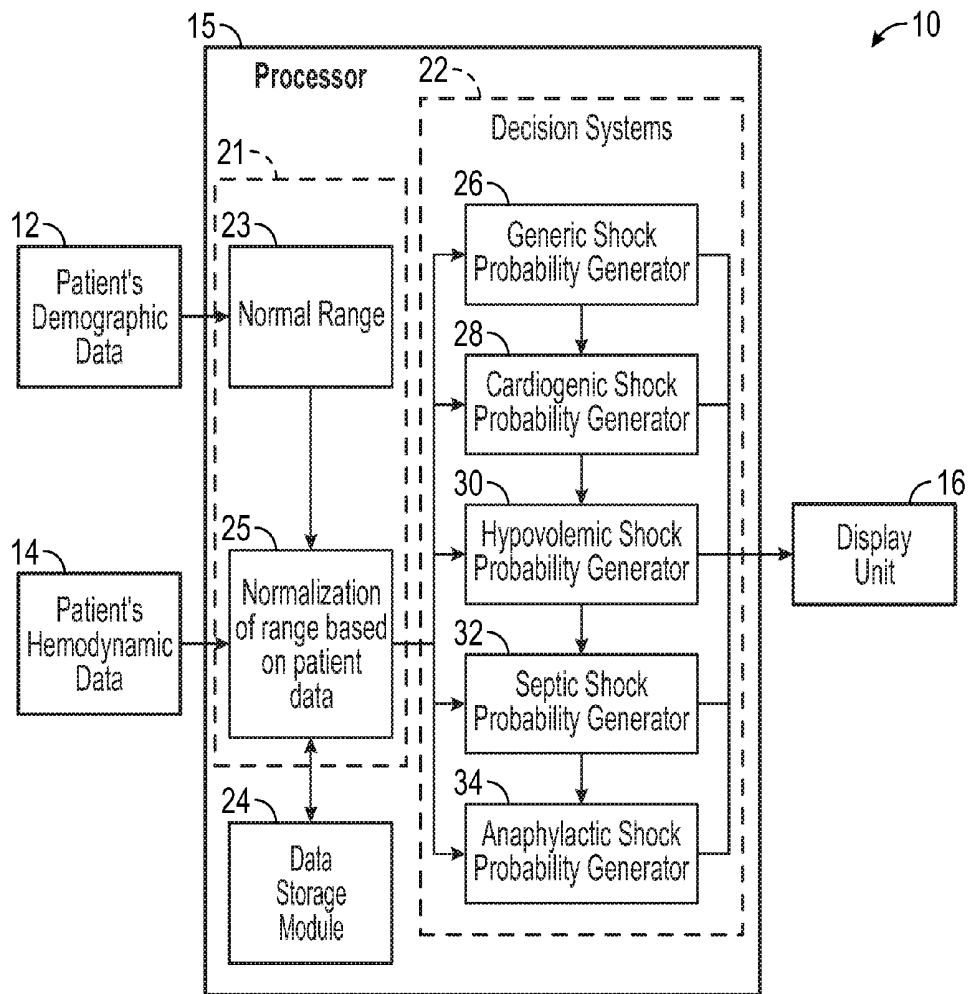 10
15
Processor
22
Decision Systems
21
12
Patient's
Demographic
Data
23
Normal Range
26
Generic Shock
Probability Generator
28
Cardiogenic Shock
Probability Generator
14
Patient's
Hemodynamic
Data
25
Normalization
of range based
on patient
data
30
Hypovolemic Shock
Probability Generator
16
Display
Unit
32
Septic Shock
Probability Generator
24
Data
Storage
Module
34
Anaphylactic Shock
Probability Generator